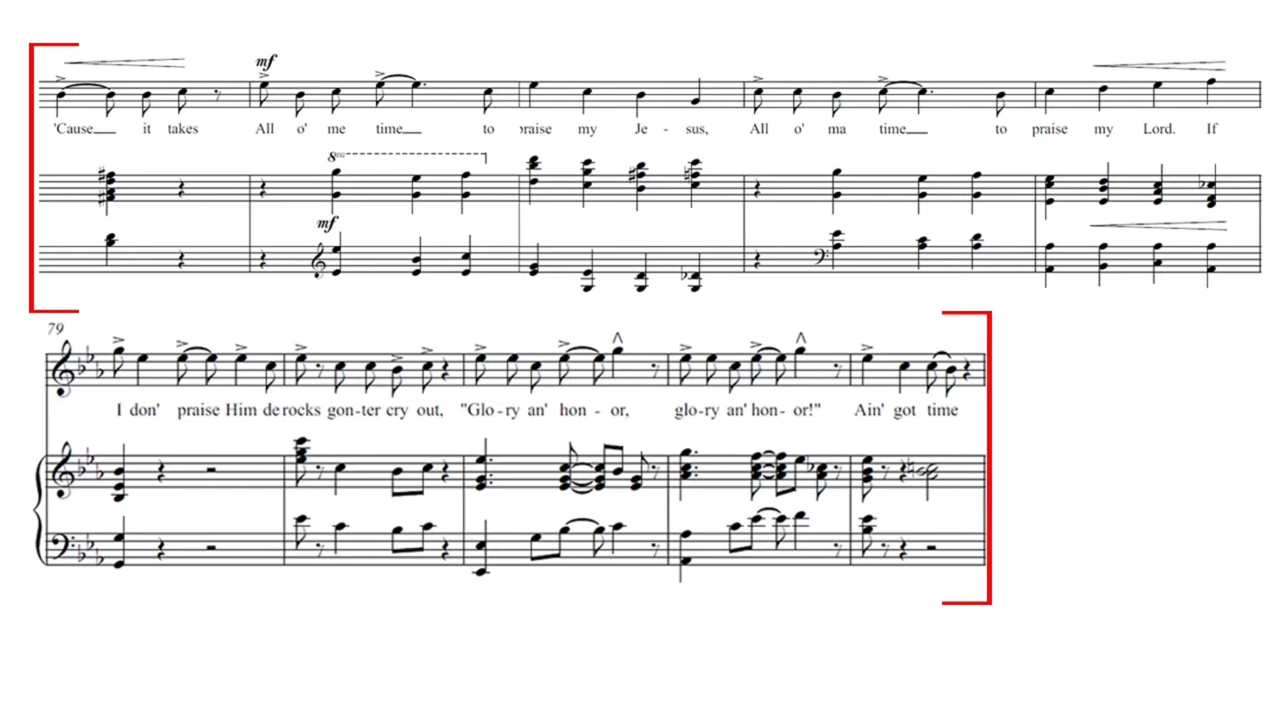 mf
'Cause it takes All o' me time to praise my Je - sus, All o' ma time to praise my Lord. If
8va
mf
79
I don' praise Him de rocks gon-ter cry out, "Glo-ry an' hon - or, glo-ry an' hon- or!" Ain' got time